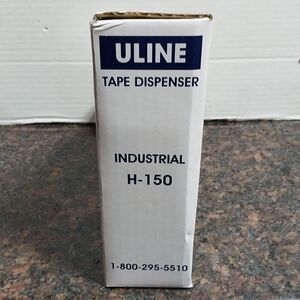 ULINE
TAPE DISPENSER
INDUSTRIAL
H-150
1-800-295-5510